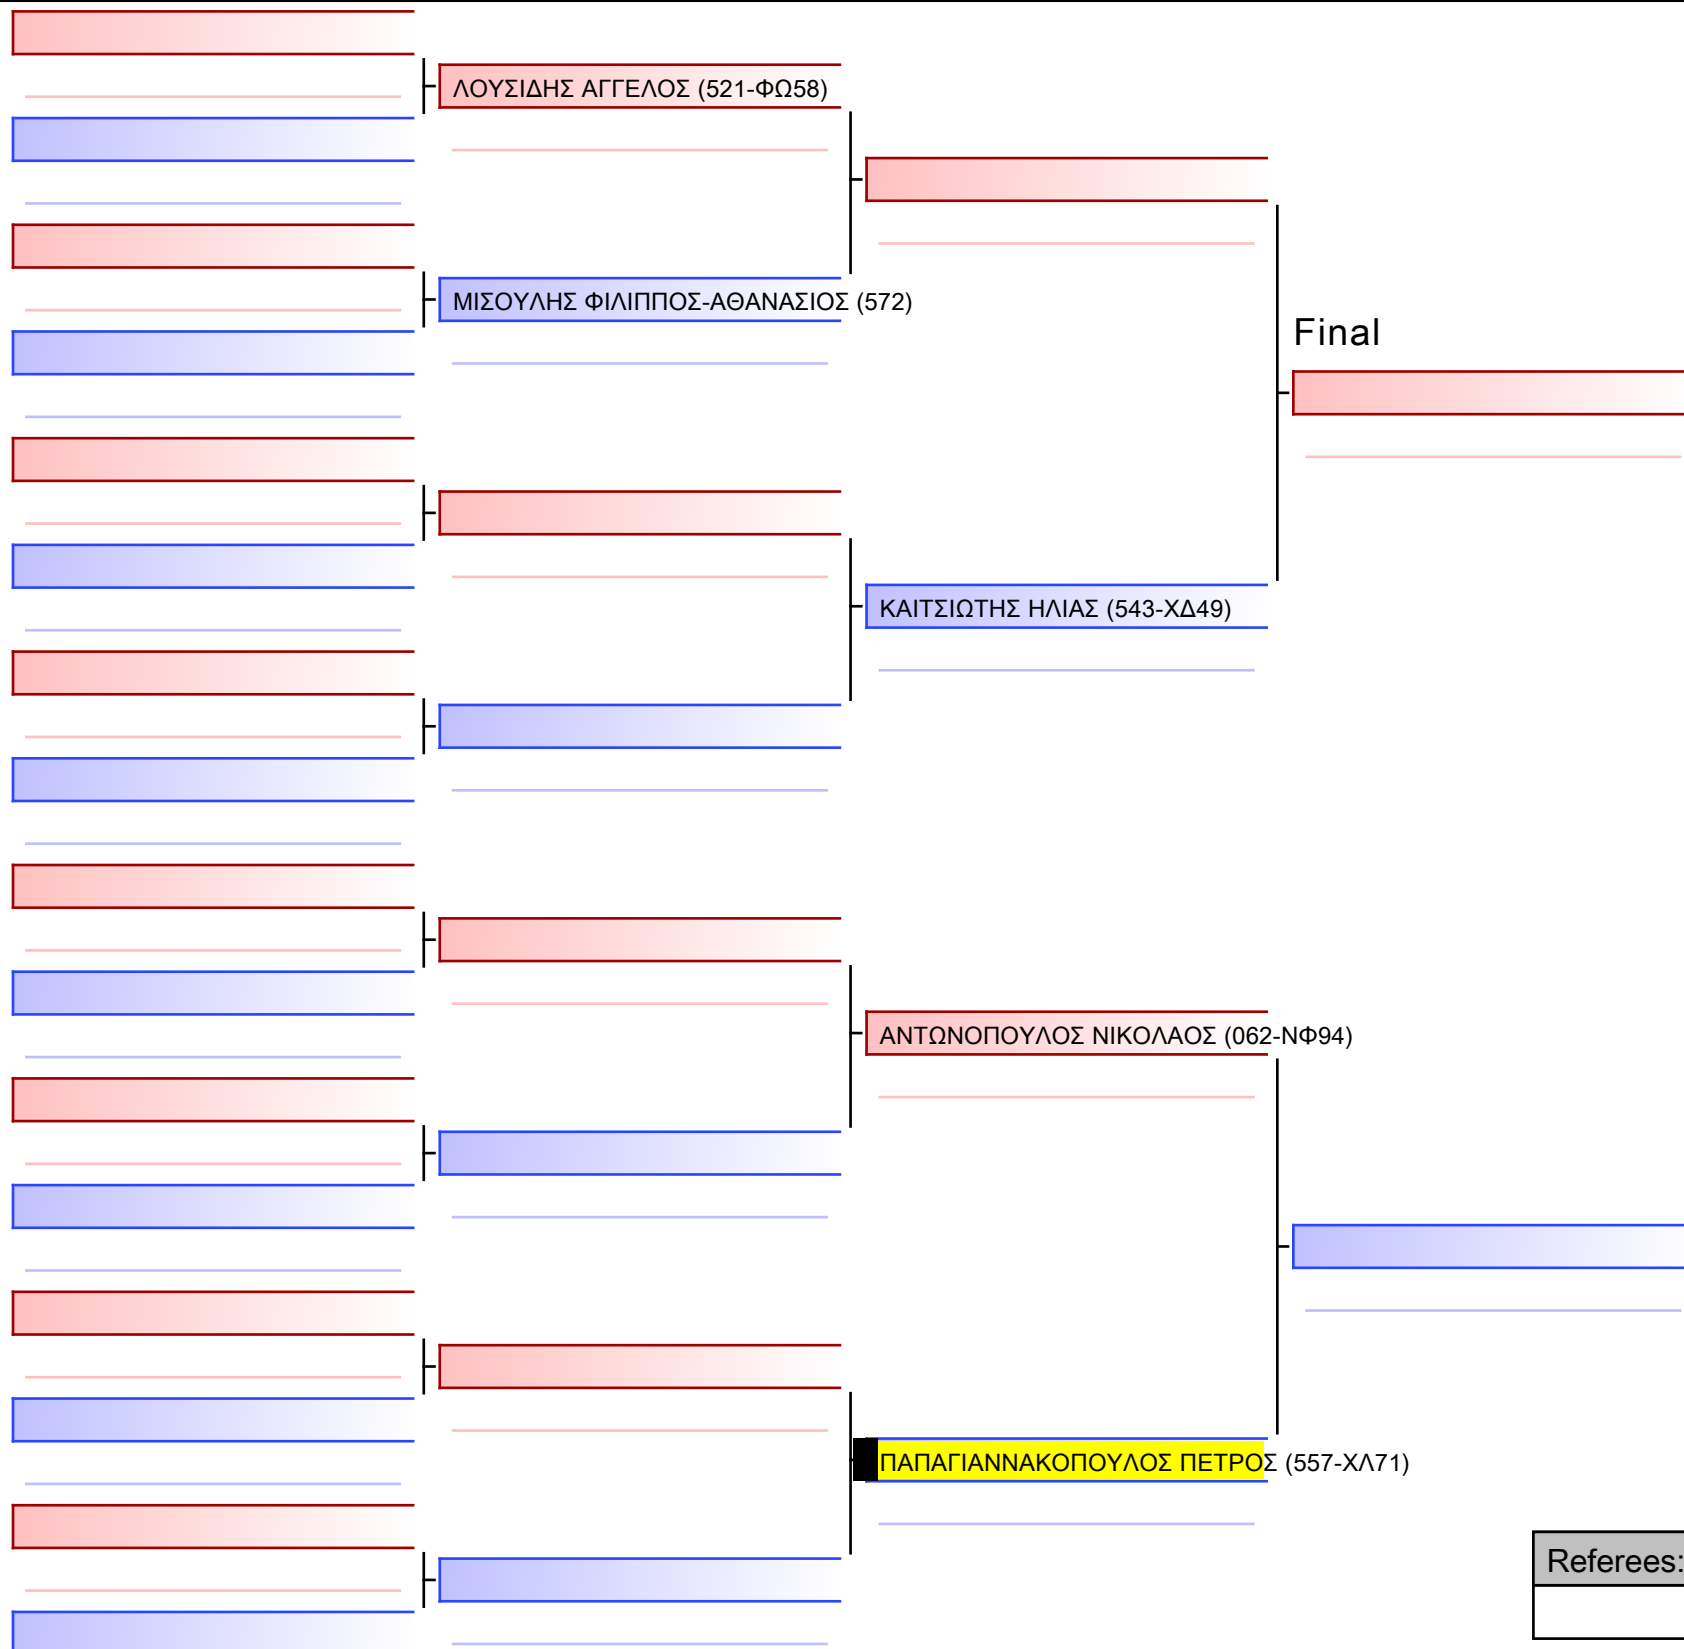 ΛΟΥΣΙΔΗΣ ΑΓΓΕΛΟΣ (521-ΦΩ58)
ΜΙΣΟΥΛΗΣ ΦΙΛΙΠΠΟΣ-ΑΘΑΝΑΣΙΟΣ (572)
Final
ΚΑΙΤΣΙΩΤΗΣ ΗΛΙΑΣ (543-ΧΔ49)
ΑΝΤΩΝΟΠΟΥΛΟΣ ΝΙΚΟΛΑΟΣ (062-ΝΦ94)
ΠΑΠΑΓΙΑΝΝΑΚΟΠΟΥΛΟΣ ΠΕΤΡΟΣ (557-ΧΛ71)
Referees: